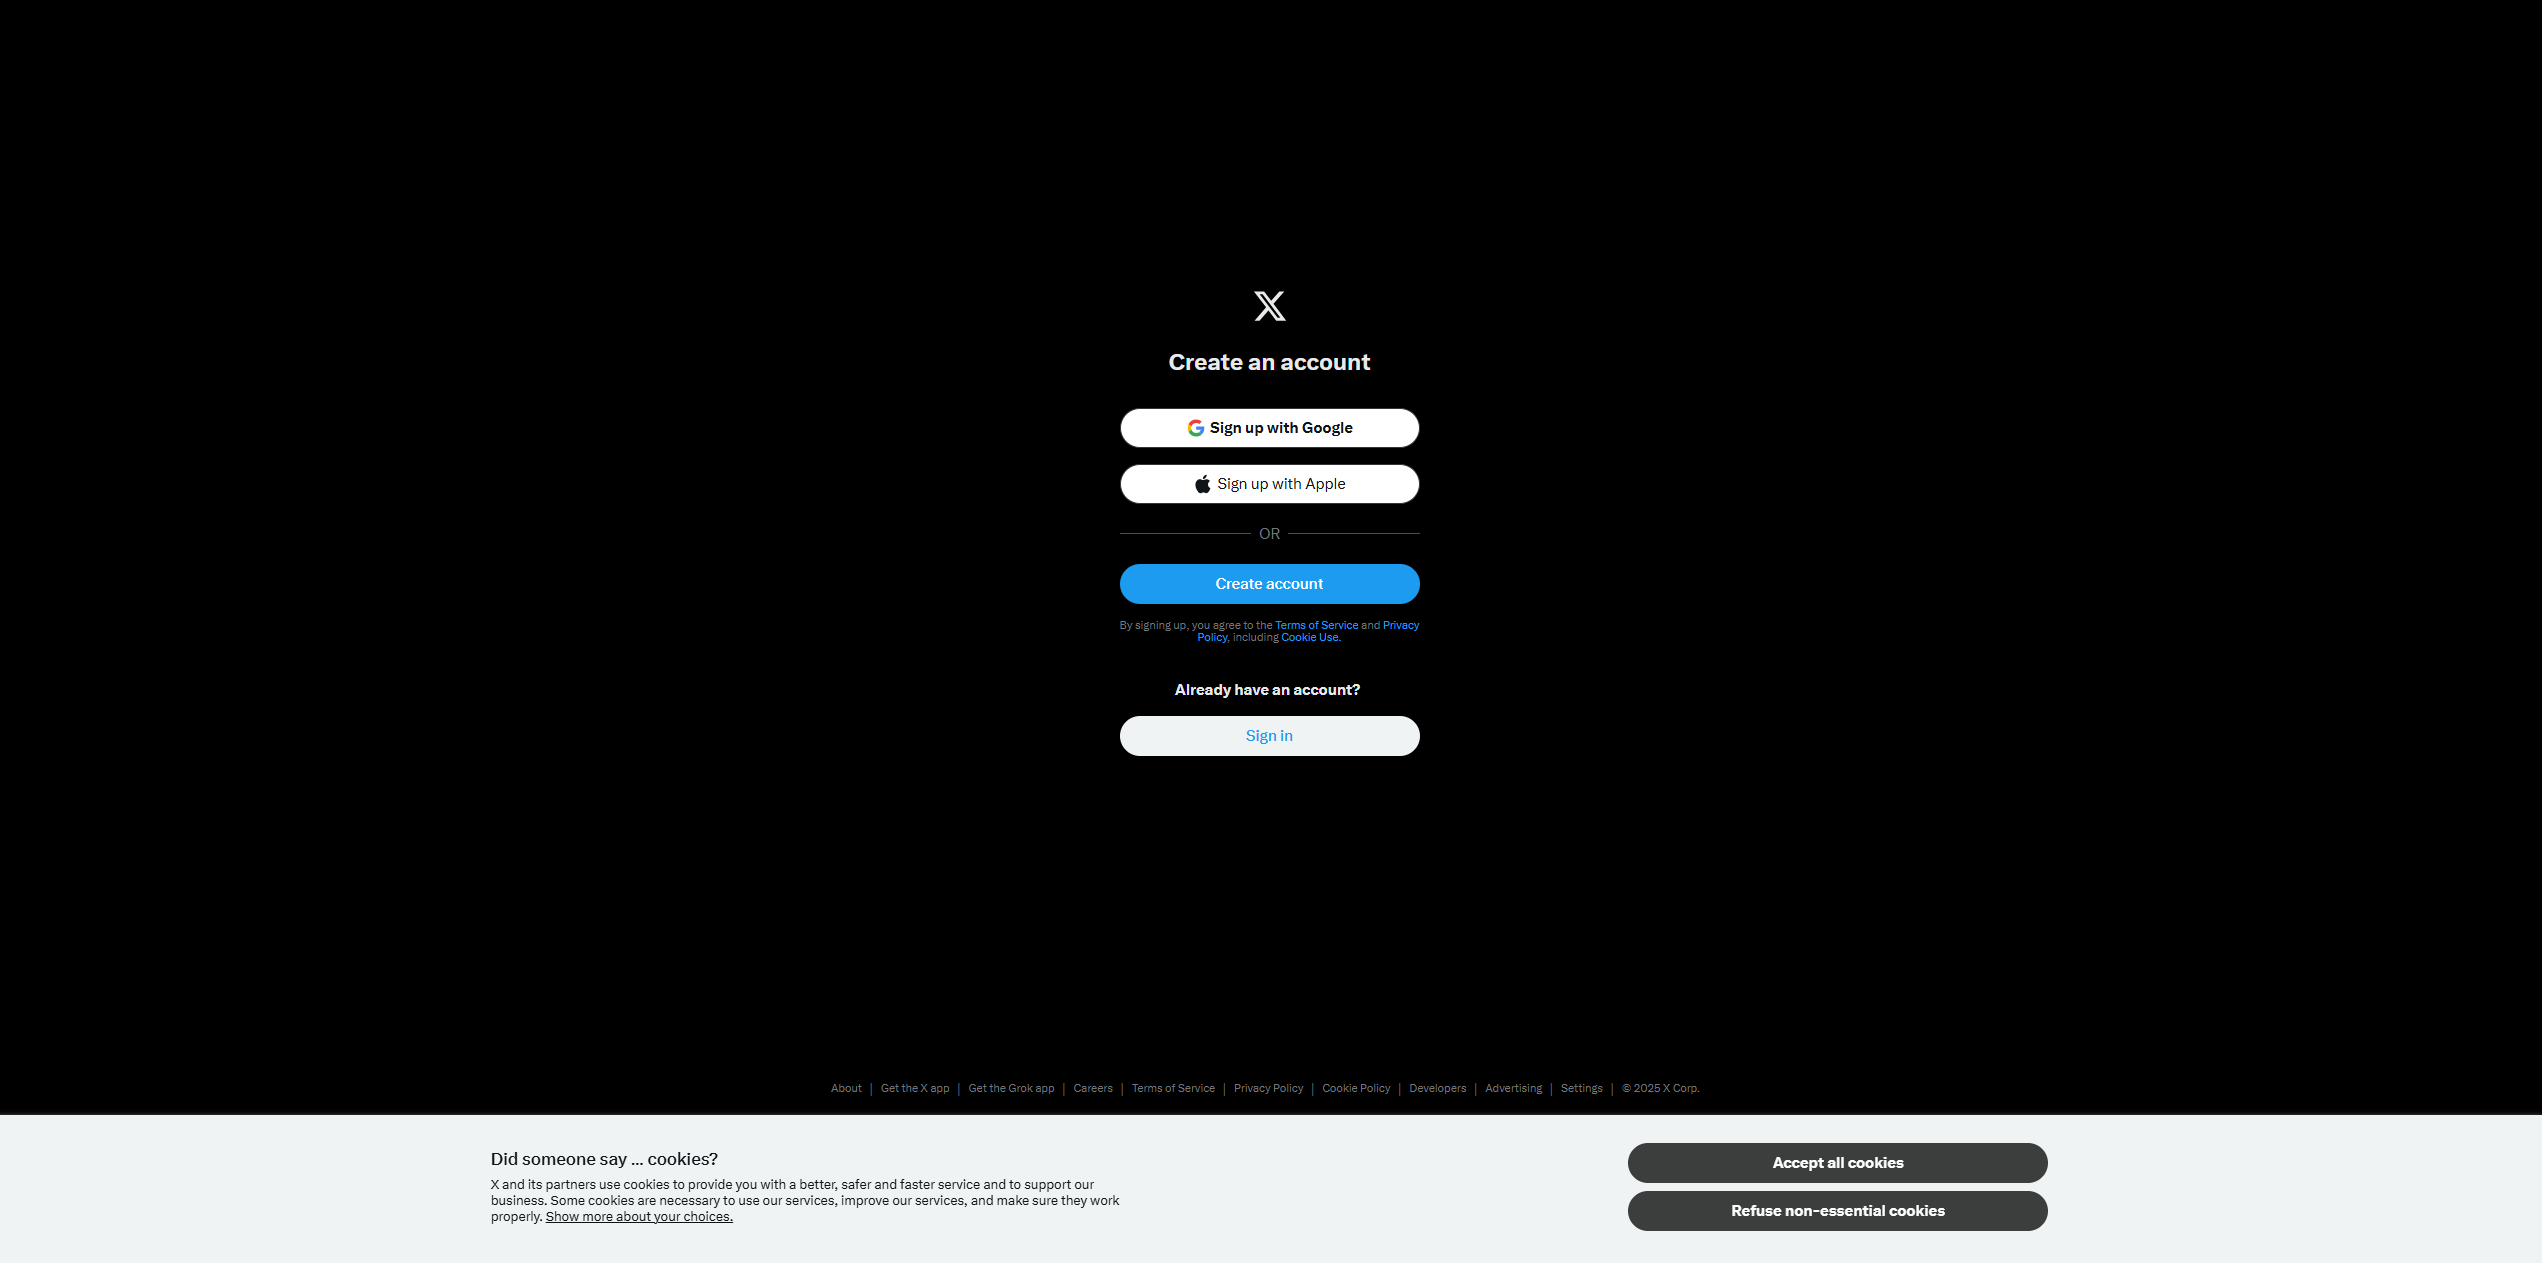 Create an account
Sign up with Google
Sign up with Apple
OR
Create account
By signing up, you agree to the Terms of Service and Privacy
Policy, including Cookie Use.
Already have an account?
Sign in
About | Get the X app | Get the Grok app | Careers | Terms of Service | Privacy Policy | Cookie Policy | Developers | Advertising | Settings | © 2025 X Corp.
Did someone say … cookies?
X and its partners use cookies to provide you with a better, safer and faster service and to support our
business. Some cookies are necessary to use our services, improve our services, and make sure they work
properly. Show more about your choices.
Accept all cookies
Refuse non-essential cookies